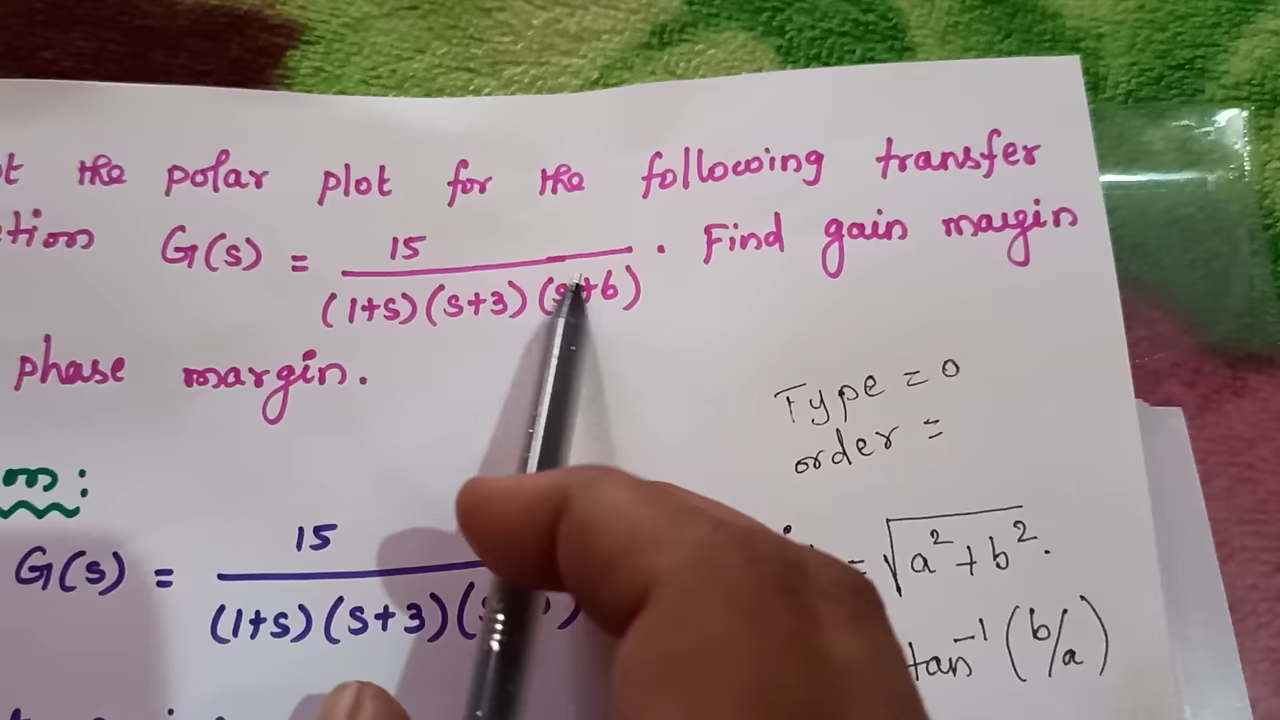 the polar plot for the following transfer
G(s) = 15 / (1+s)(s+3)(s+6) . Find gain margin
phase margin.
Type = 0
order =
G(s) = 15 / (1+s)(s+3)(
= √a²+b².
tan⁻¹(b/a)